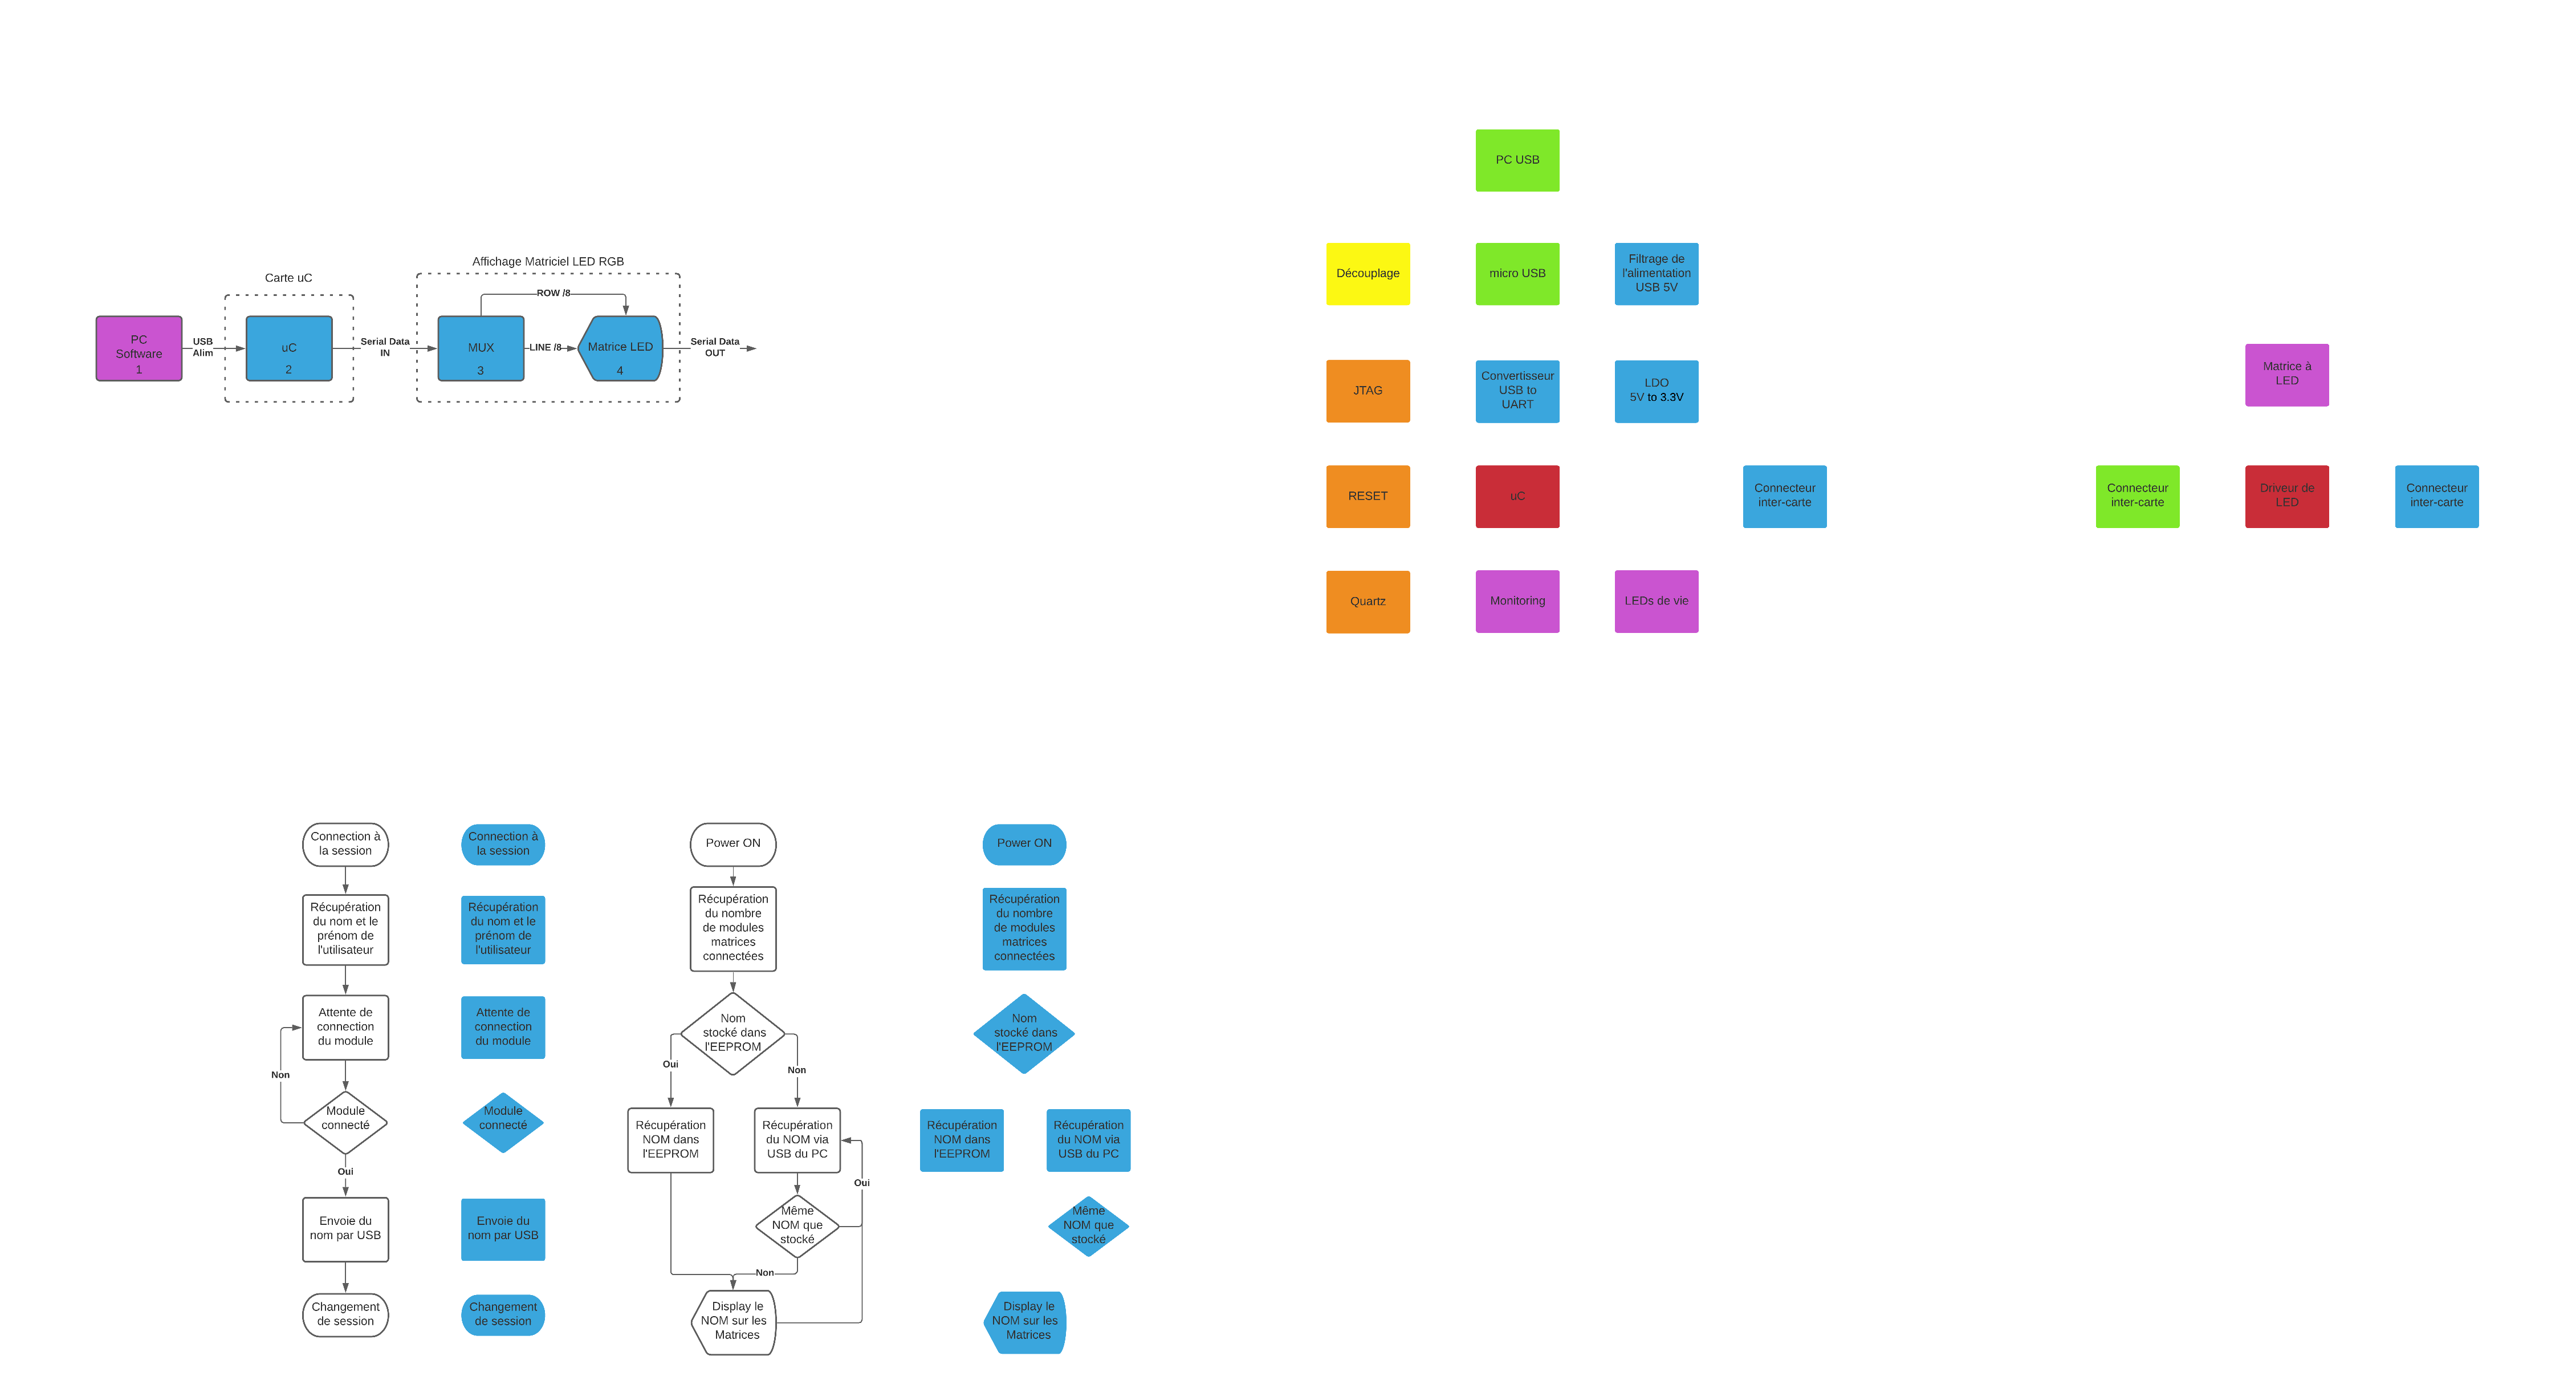 Affichage Matriciel LED RGB
Carte uC
ROW /8
PC
Software
1
USB
Alim
uC
2
Serial Data
IN
MUX
3
LINE /8
Matrice LED
4
Serial Data
OUT
PC USB
Découplage
micro USB
Filtrage de
l'alimentation
USB 5V
JTAG
Convertisseur
USB to
UART
LDO
5V to 3.3V
RESET
uC
Connecteur
inter-carte
Quartz
Monitoring
LEDs de vie
Matrice à
LED
Connecteur
inter-carte
Driveur de
LED
Connecteur
inter-carte
Connection à
la session
Récupération
du nom et le
prénom de
l'utilisateur
Attente de
connection
du module
Non
Module
connecté
Oui
Envoie du
nom par USB
Changement
de session
Connection à
la session
Récupération
du nom et le
prénom de
l'utilisateur
Attente de
connection
du module
Module
connecté
Envoie du
nom par USB
Changement
de session
Power ON
Récupération
du nombre
de modules
matrices
connectées
Nom
stocké dans
l'EEPROM
Oui
Non
Récupération
NOM dans
l'EEPROM
Récupération
du NOM via
USB du PC
Oui
Même
NOM que
stocké
Non
Display le
NOM sur les
Matrices
Power ON
Récupération
du nombre
de modules
matrices
connectées
Nom
stocké dans
l'EEPROM
Récupération
NOM dans
l'EEPROM
Récupération
du NOM via
USB du PC
Même
NOM que
stocké
Display le
NOM sur les
Matrices